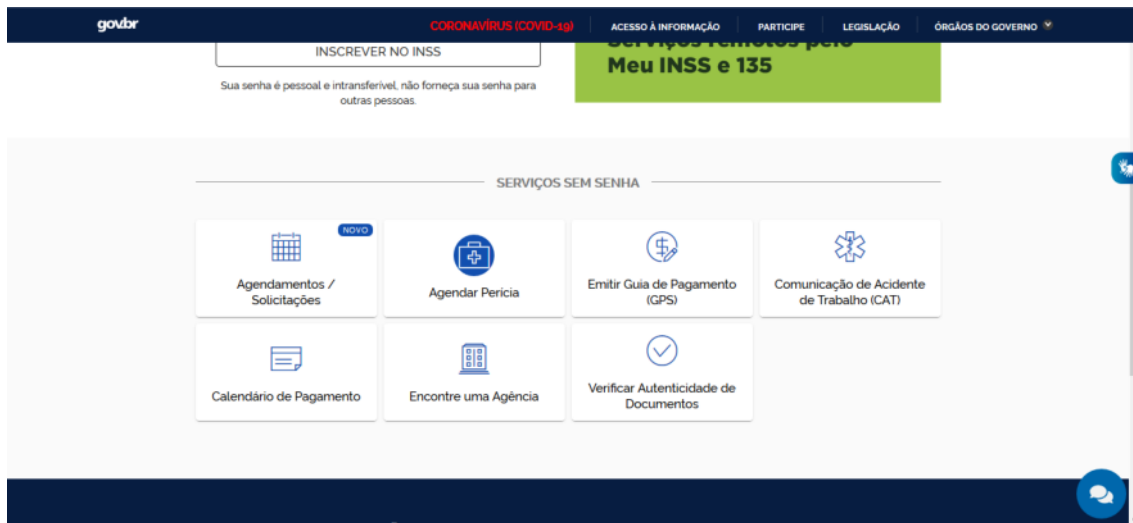 gov.br
CORONAVÍRUS (COVID-19)
ACESSO À INFORMAÇÃO
PARTICIPE
LEGISLAÇÃO
ÓRGÃOS DO GOVERNO
INSCREVER NO INSS
Sua senha é pessoal e intransferível, não forneça sua senha para
outras pessoas.
Serviços remotos pelo
Meu INSS e 135
SERVIÇOS SEM SENHA
NOVO
Agendamentos /
Solicitações
Agendar Perícia
Emitir Guia de Pagamento
(GPS)
Comunicação de Acidente
de Trabalho (CAT)
Calendário de Pagamento
Encontre uma Agência
Verificar Autenticidade de
Documentos